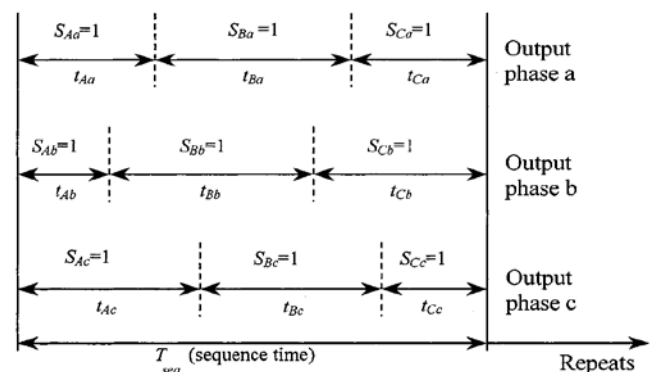 S_Aa=1 S_Ba=1 S_Ca=1
t_Aa t_Ba t_Ca
Output
phase a
S_Ab=1 S_Bb=1 S_Cb=1
t_Ab t_Bb t_Cb
Output
phase b
S_Ac=1 S_Bc=1 S_Cc=1
t_Ac t_Bc t_Cc
Output
phase c
T_seq (sequence time)
Repeats